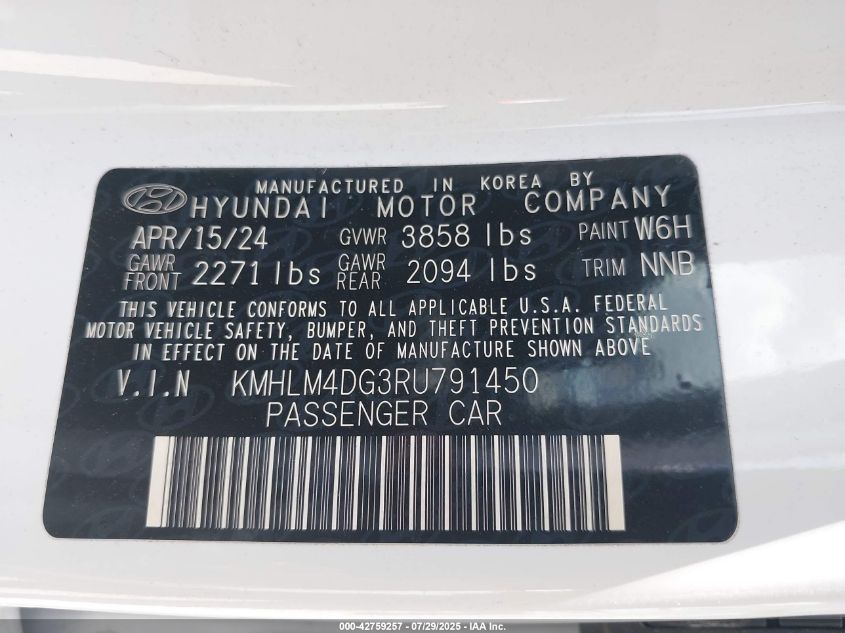 MANUFACTURED IN KOREA BY
HYUNDAI MOTOR COMPANY
APR/15/24 GVWR 3858 lbs PAINT W6H
GAWR FRONT 2271 lbs GAWR REAR 2094 lbs TRIM NNB
THIS VEHICLE CONFORMS TO ALL APPLICABLE U.S.A. FEDERAL
MOTOR VEHICLE SAFETY, BUMPER, AND THEFT PREVENTION STANDARDS
IN EFFECT ON THE DATE OF MANUFACTURE SHOWN ABOVE
V.I.N KMHLM4DG3RU791450
PASSENGER CAR
000-42759257 - 07/29/2025 - IAA Inc.